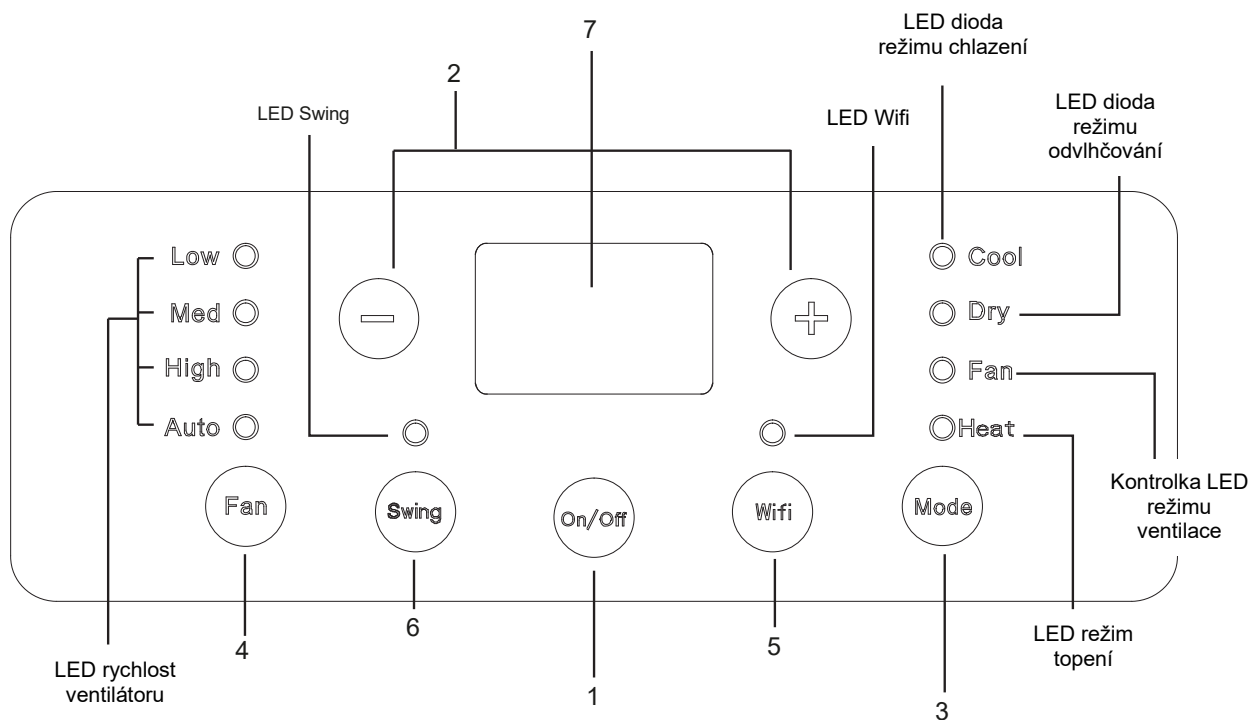 LED dioda
režimu chlazení
7
2
LED dioda
režimu
odvlhčování
LED Swing
LED Wifi
Low
Cool
Med
Dry
High
Fan
Auto
Heat
Fan
Swing
On/Off
Wifi
Mode
Kontrolka LED
režimu
ventilace
4
6
1
5
3
LED rychlost
ventilátoru
LED režim
topení